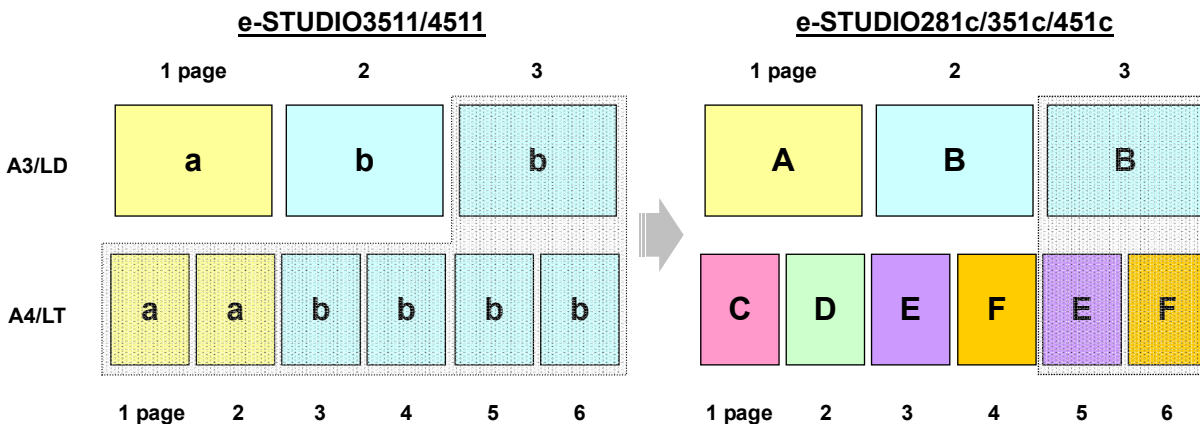 e-STUDIO3511/4511 e-STUDIO281c/351c/451c
1 page 2 3 1 page 2 3
A3/LD a b b A B B
A4/LT a a b b b b C D E F E F
1 page 2 3 4 5 6 1 page 2 3 4 5 6